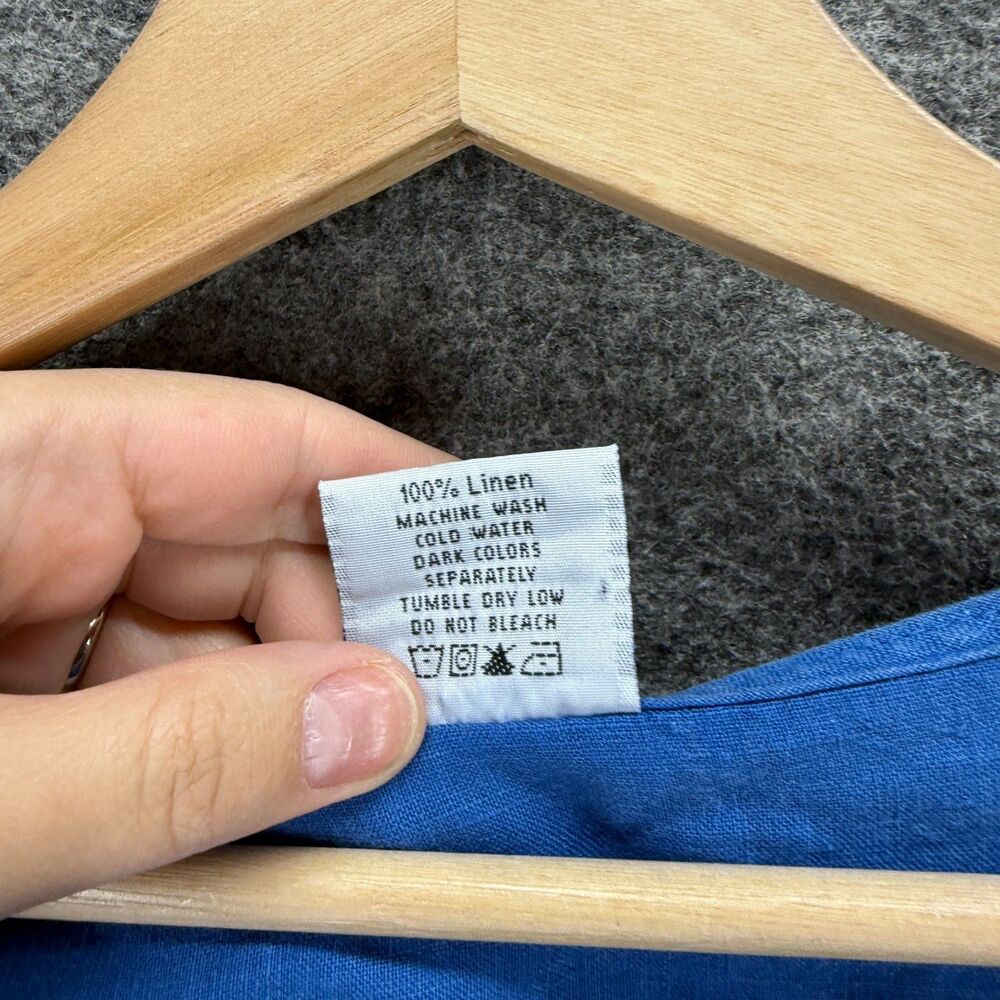 100% Linen
MACHINE WASH
COLD WATER
DARK COLORS
SEPARATELY
TUMBLE DRY LOW
DO NOT BLEACH